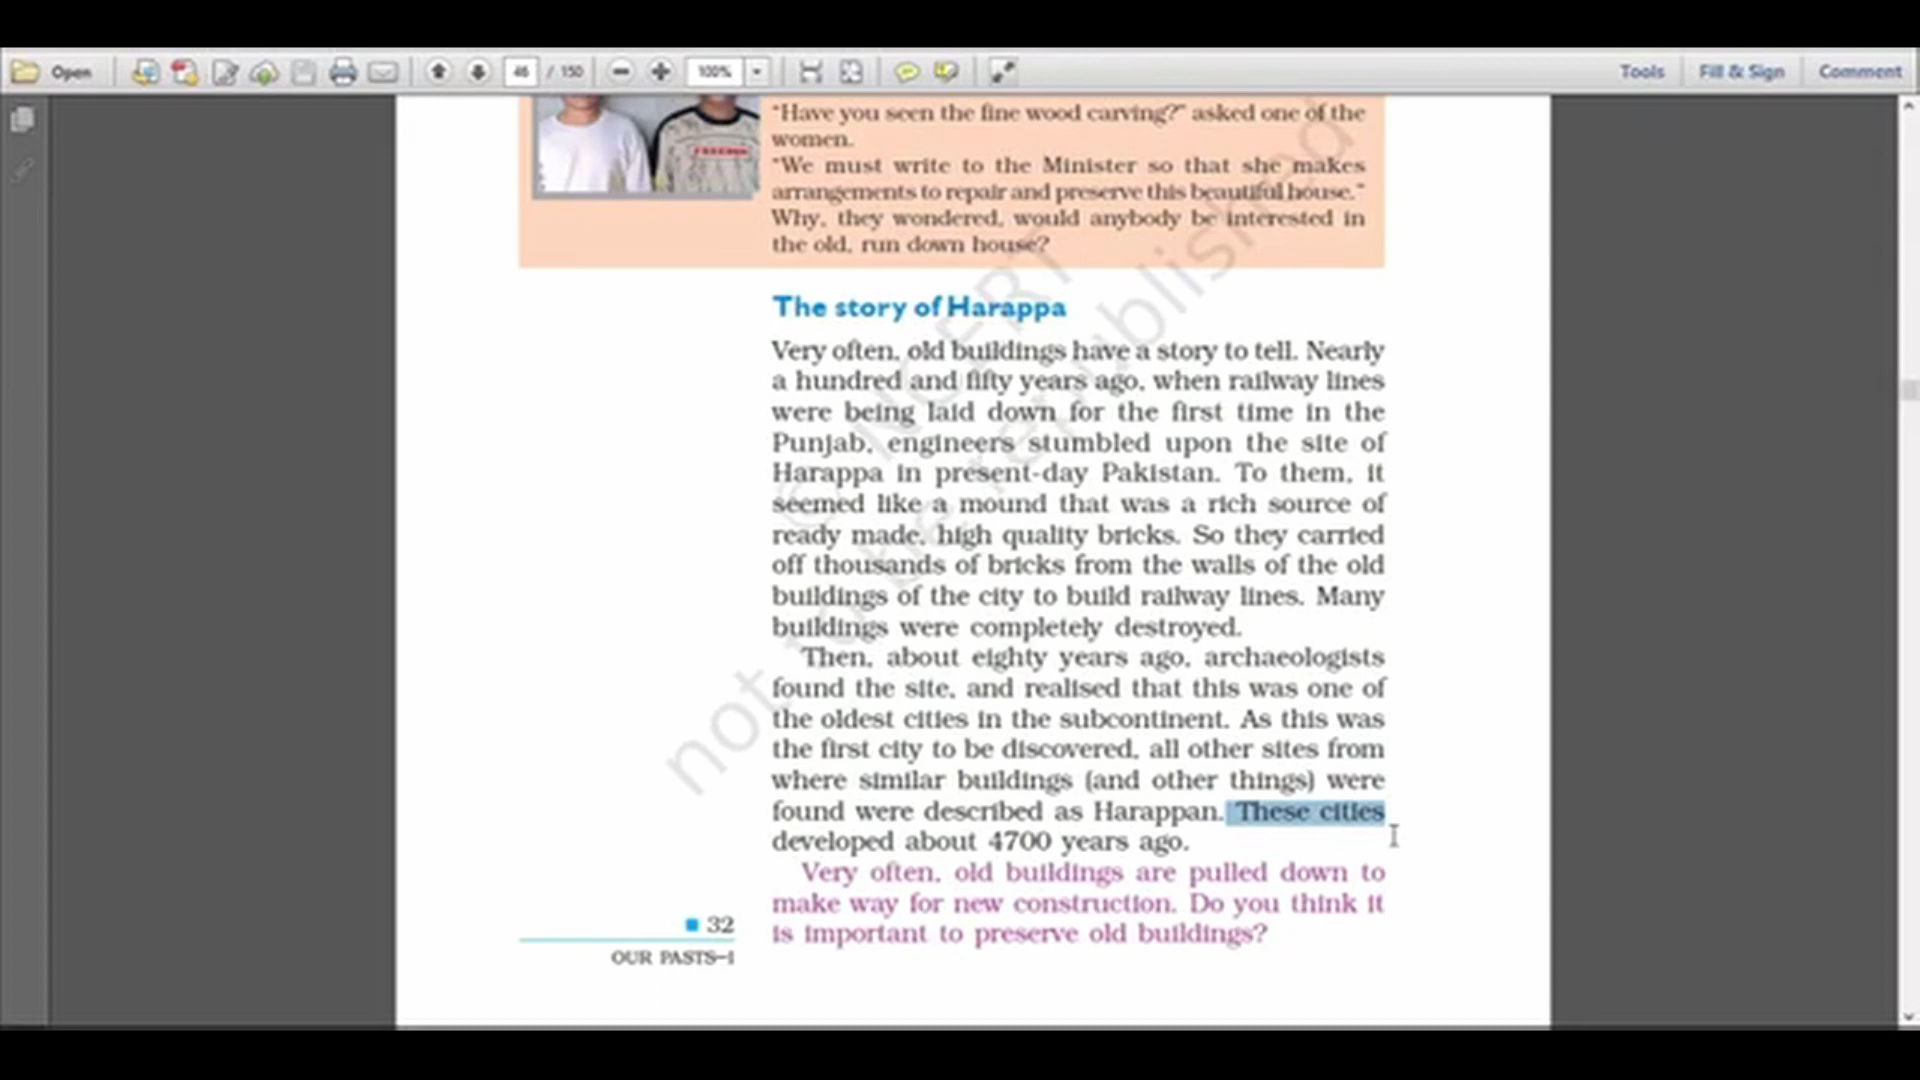 Open
46 / 150
100%
Tools
Fill & Sign
Comment
"Have you seen the fine wood carving?" asked one of the
women.
"We must write to the Minister so that she makes
arrangements to repair and preserve this beautiful house."
Why, they wondered, would anybody be interested in
the old, run down house?
FREEDOM
The story of Harappa
Very often, old buildings have a story to tell. Nearly
a hundred and fifty years ago, when railway lines
were being laid down for the first time in the
Punjab, engineers stumbled upon the site of
Harappa in present-day Pakistan. To them, it
seemed like a mound that was a rich source of
ready made, high quality bricks. So they carried
off thousands of bricks from the walls of the old
buildings of the city to build railway lines. Many
buildings were completely destroyed.
Then, about eighty years ago, archaeologists
found the site, and realised that this was one of
the oldest cities in the subcontinent. As this was
the first city to be discovered, all other sites from
where similar buildings (and other things) were
found were described as Harappan. These cities
developed about 4700 years ago.
Very often, old buildings are pulled down to
make way for new construction. Do you think it
is important to preserve old buildings?
32
OUR PASTS–I
© NCERT
not to be republished